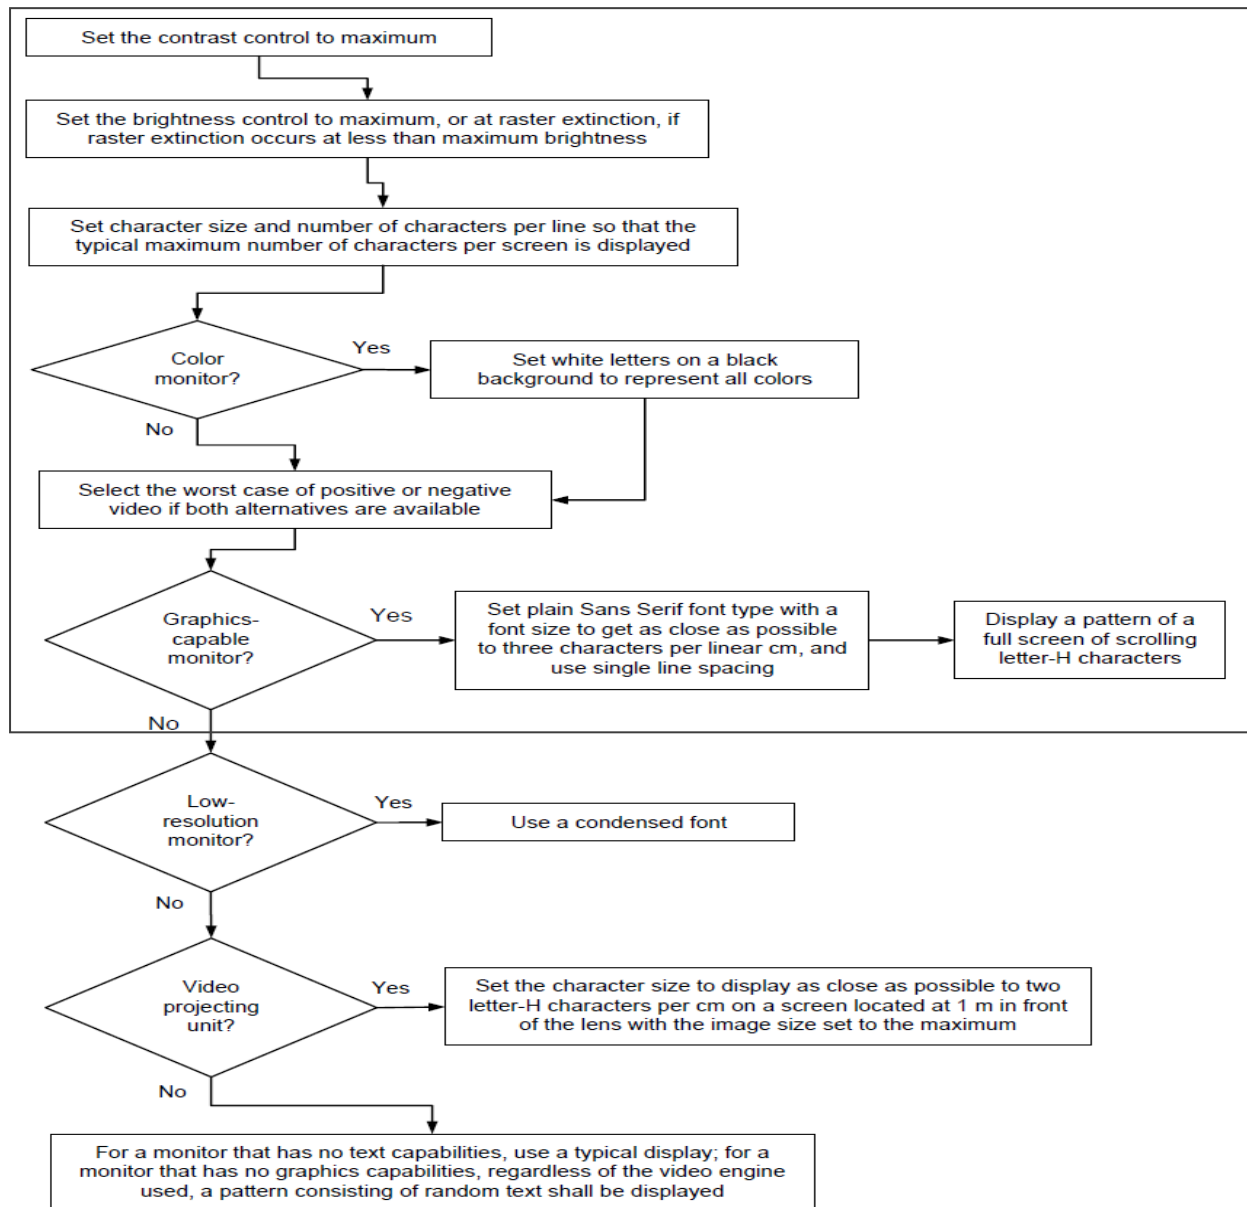 Set the contrast control to maximum
Set the brightness control to maximum, or at raster extinction, if
raster extinction occurs at less than maximum brightness
Set character size and number of characters per line so that the
typical maximum number of characters per screen is displayed
Color
monitor?
Yes
Set white letters on a black
background to represent all colors
No
Select the worst case of positive or negative
video if both alternatives are available
Graphics-
capable
monitor?
Yes
Set plain Sans Serif font type with a
font size to get as close as possible
to three characters per linear cm, and
use single line spacing
Display a pattern of a
full screen of scrolling
letter-H characters
No
Low-
resolution
monitor?
Yes
Use a condensed font
No
Video
projecting
unit?
Yes
Set the character size to display as close as possible to two
letter-H characters per cm on a screen located at 1 m in front
of the lens with the image size set to the maximum
No
For a monitor that has no text capabilities, use a typical display; for a
monitor that has no graphics capabilities, regardless of the video engine
used, a pattern consisting of random text shall be displayed